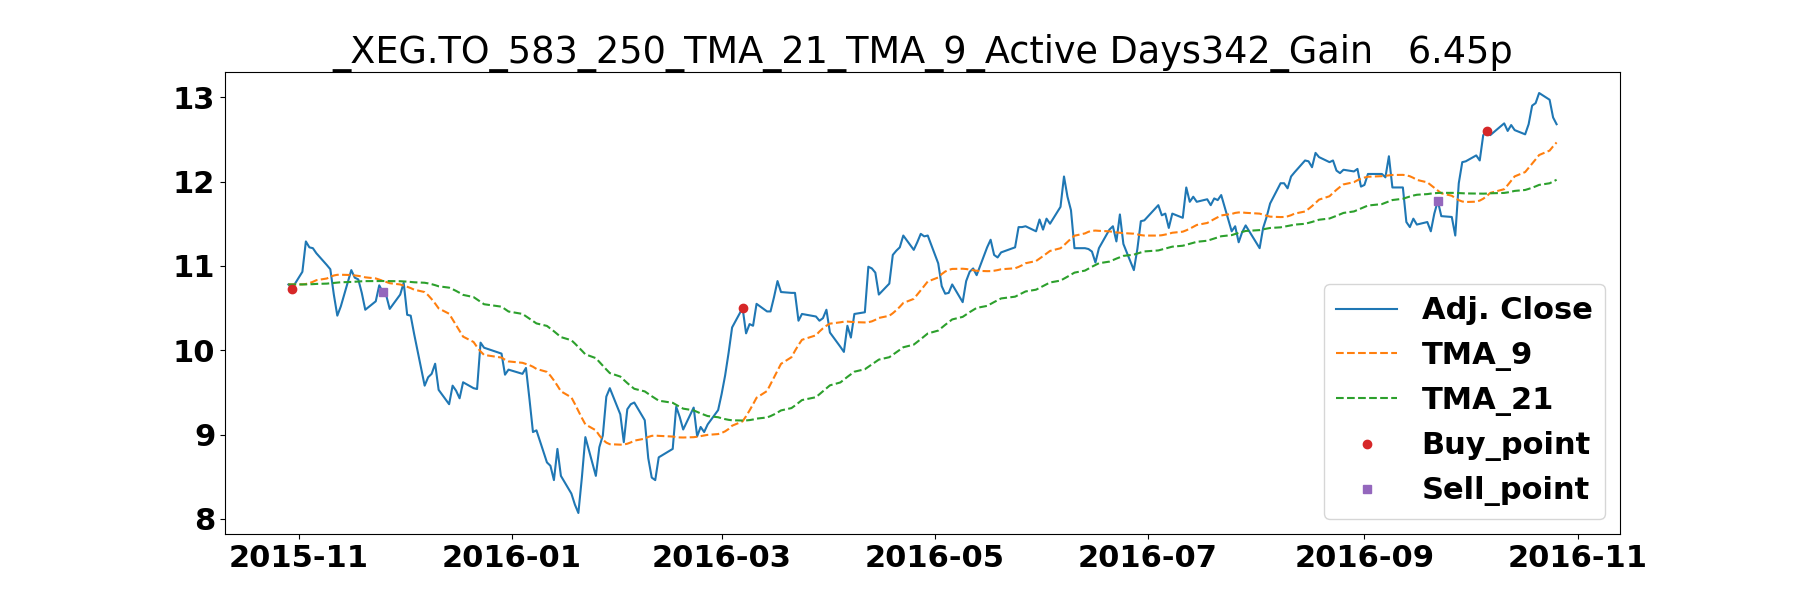 _XEG.TO_583_250_TMA_21_TMA_9_Active Days342_Gain   6.45p
13
12
11
10
9
8
2015-11 2016-01 2016-03 2016-05 2016-07 2016-09 2016-11
Adj. Close
TMA_9
TMA_21
Buy_point
Sell_point